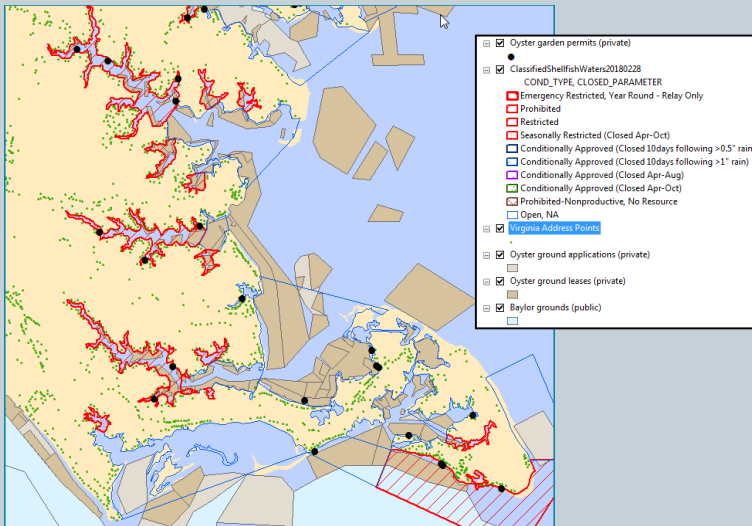 Oyster garden permits (private)
ClassifiedShellfishWaters20180228
COND_TYPE, CLOSED_PARAMETER
Emergency Restricted, Year Round - Relay Only
Prohibited
Restricted
Seasonally Restricted (Closed Apr-Oct)
Conditionally Approved (Closed 10days following >0.5" rain
Conditionally Approved (Closed 10days following >1" rain)
Conditionally Approved (Closed Apr-Aug)
Conditionally Approved (Closed Apr-Oct)
Prohibited-Nonproductive, No Resource
Open, NA
Virginia Address Points
Oyster ground applications (private)
Oyster ground leases (private)
Baylor grounds (public)